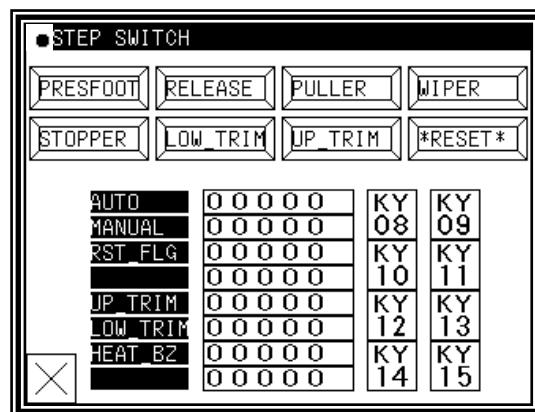 ●STEP SWITCH
PRESFOOT RELEASE PULLER WIPER
STOPPER LOW_TRIM UP_TRIM *RESET*
AUTO 00000 KY 08 KY 09
MANUAL 00000
RST_FLG 00000 KY 10 KY 11
00000
UP_TRIM 00000 KY 12 KY 13
LOW_TRIM 00000
HEAT_BZ 00000 KY 14 KY 15
00000